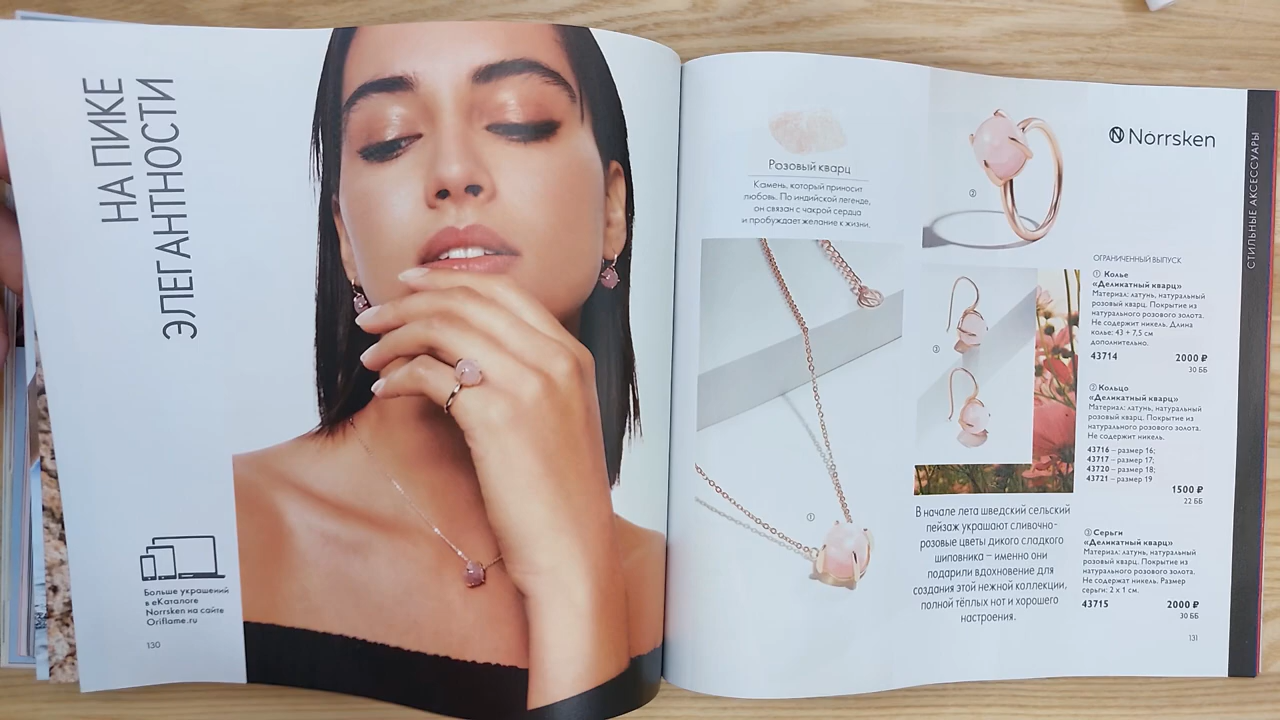 НА ПИКЕ
ЭЛЕГАНТНОСТИ
Больше украшений
в еКаталоге
Norrsken на сайте
Oriflame.ru
130
Розовый кварц
Камень, который приносит
любовь. По индийской легенде,
он связан с чакрой сердца
и пробуждает желание к жизни.
②
①
③
В начале лета шведский сельский
пейзаж украшают сливочно-
розовые цветы дикого сладкого
шиповника – именно они
подарили вдохновение для
создания этой нежной коллекции,
полной тёплых нот и хорошего
настроения.
Norrsken
СТИЛЬНЫЕ АКСЕССУАРЫ
ОГРАНИЧЕННЫЙ ВЫПУСК
① Колье
«Деликатный кварц»
Материал: латунь, натуральный
розовый кварц. Покрытие из
натурального розового золота.
Не содержит никель. Длина
колье: 43 + 7,5 см
дополнительно.
43714 2000 ₽
30 ББ
② Кольцо
«Деликатный кварц»
Материал: латунь, натуральный
розовый кварц. Покрытие из
натурального розового золота.
Не содержит никель.
43716 – размер 16;
43717 – размер 17;
43720 – размер 18;
43721 – размер 19
1500 ₽
22 ББ
③ Серьги
«Деликатный кварц»
Материал: латунь, натуральный
розовый кварц. Покрытие из
натурального розового золота.
Не содержат никель. Размер
серьги: 2 x 1 см.
43715 2000 ₽
30 ББ
131